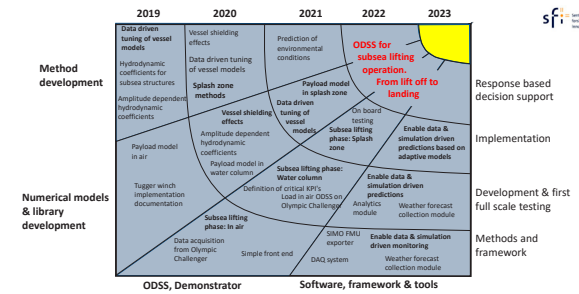 2019
2020
2021
2022
2023
sfi
Data driven
tuning of vessel
models
Hydrodynamic
coefficients for
subsea structures
Amplitude dependent
hydrodynamic
coefficients
Vessel shielding
effects
Data driven
tuning of vessel models
Splash zone
methods
Prediction of
environmental
conditions
Payload model
in splash zone
ODSS for
subsea lifting
operation.
From lift off to
landing
Method
development
Response based
decision support
Vessel shielding
effects
Data driven
tuning of
vessel
models
On board
testing
Amplitude dependent
hydrodynamic
coefficients
Payload model in
water column
Subsea lifting
phase: Splash
zone
Enable data &
simulation driven
predictions based on
adaptive models
Implementation
Payload model
in air
Subsea lifting phase:
Water column
Definition of critical KPI's
Load in air ODSS on
Olympic Challenger
Enable data &
simulation driven
predictions
Analytics
module
Weather forecast
collection module
Development & first
full scale testing
Tugger winch
implementation
documentation
Numerical models
& library
development
Subsea lifting
phase: In air
Data acquisition
from Olympic
Challenger
Simple front end
SIMO FMU
exporter
DAQ system
Enable data & simulation
driven monitoring
Weather forecast
collection module
Methods and
framework
ODSS, Demonstrator
Software, framework & tools